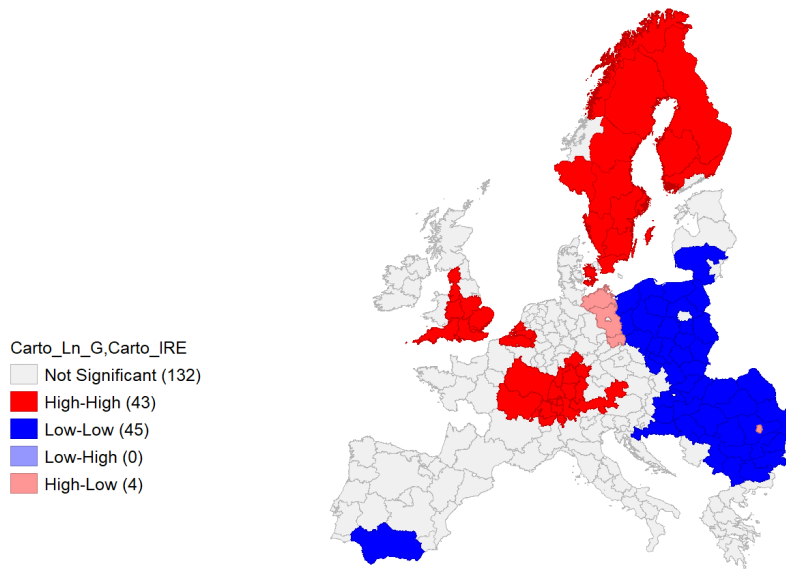 Carto_Ln_G,Carto_IRE
Not Significant (132)
High-High (43)
Low-Low (45)
Low-High (0)
High-Low (4)